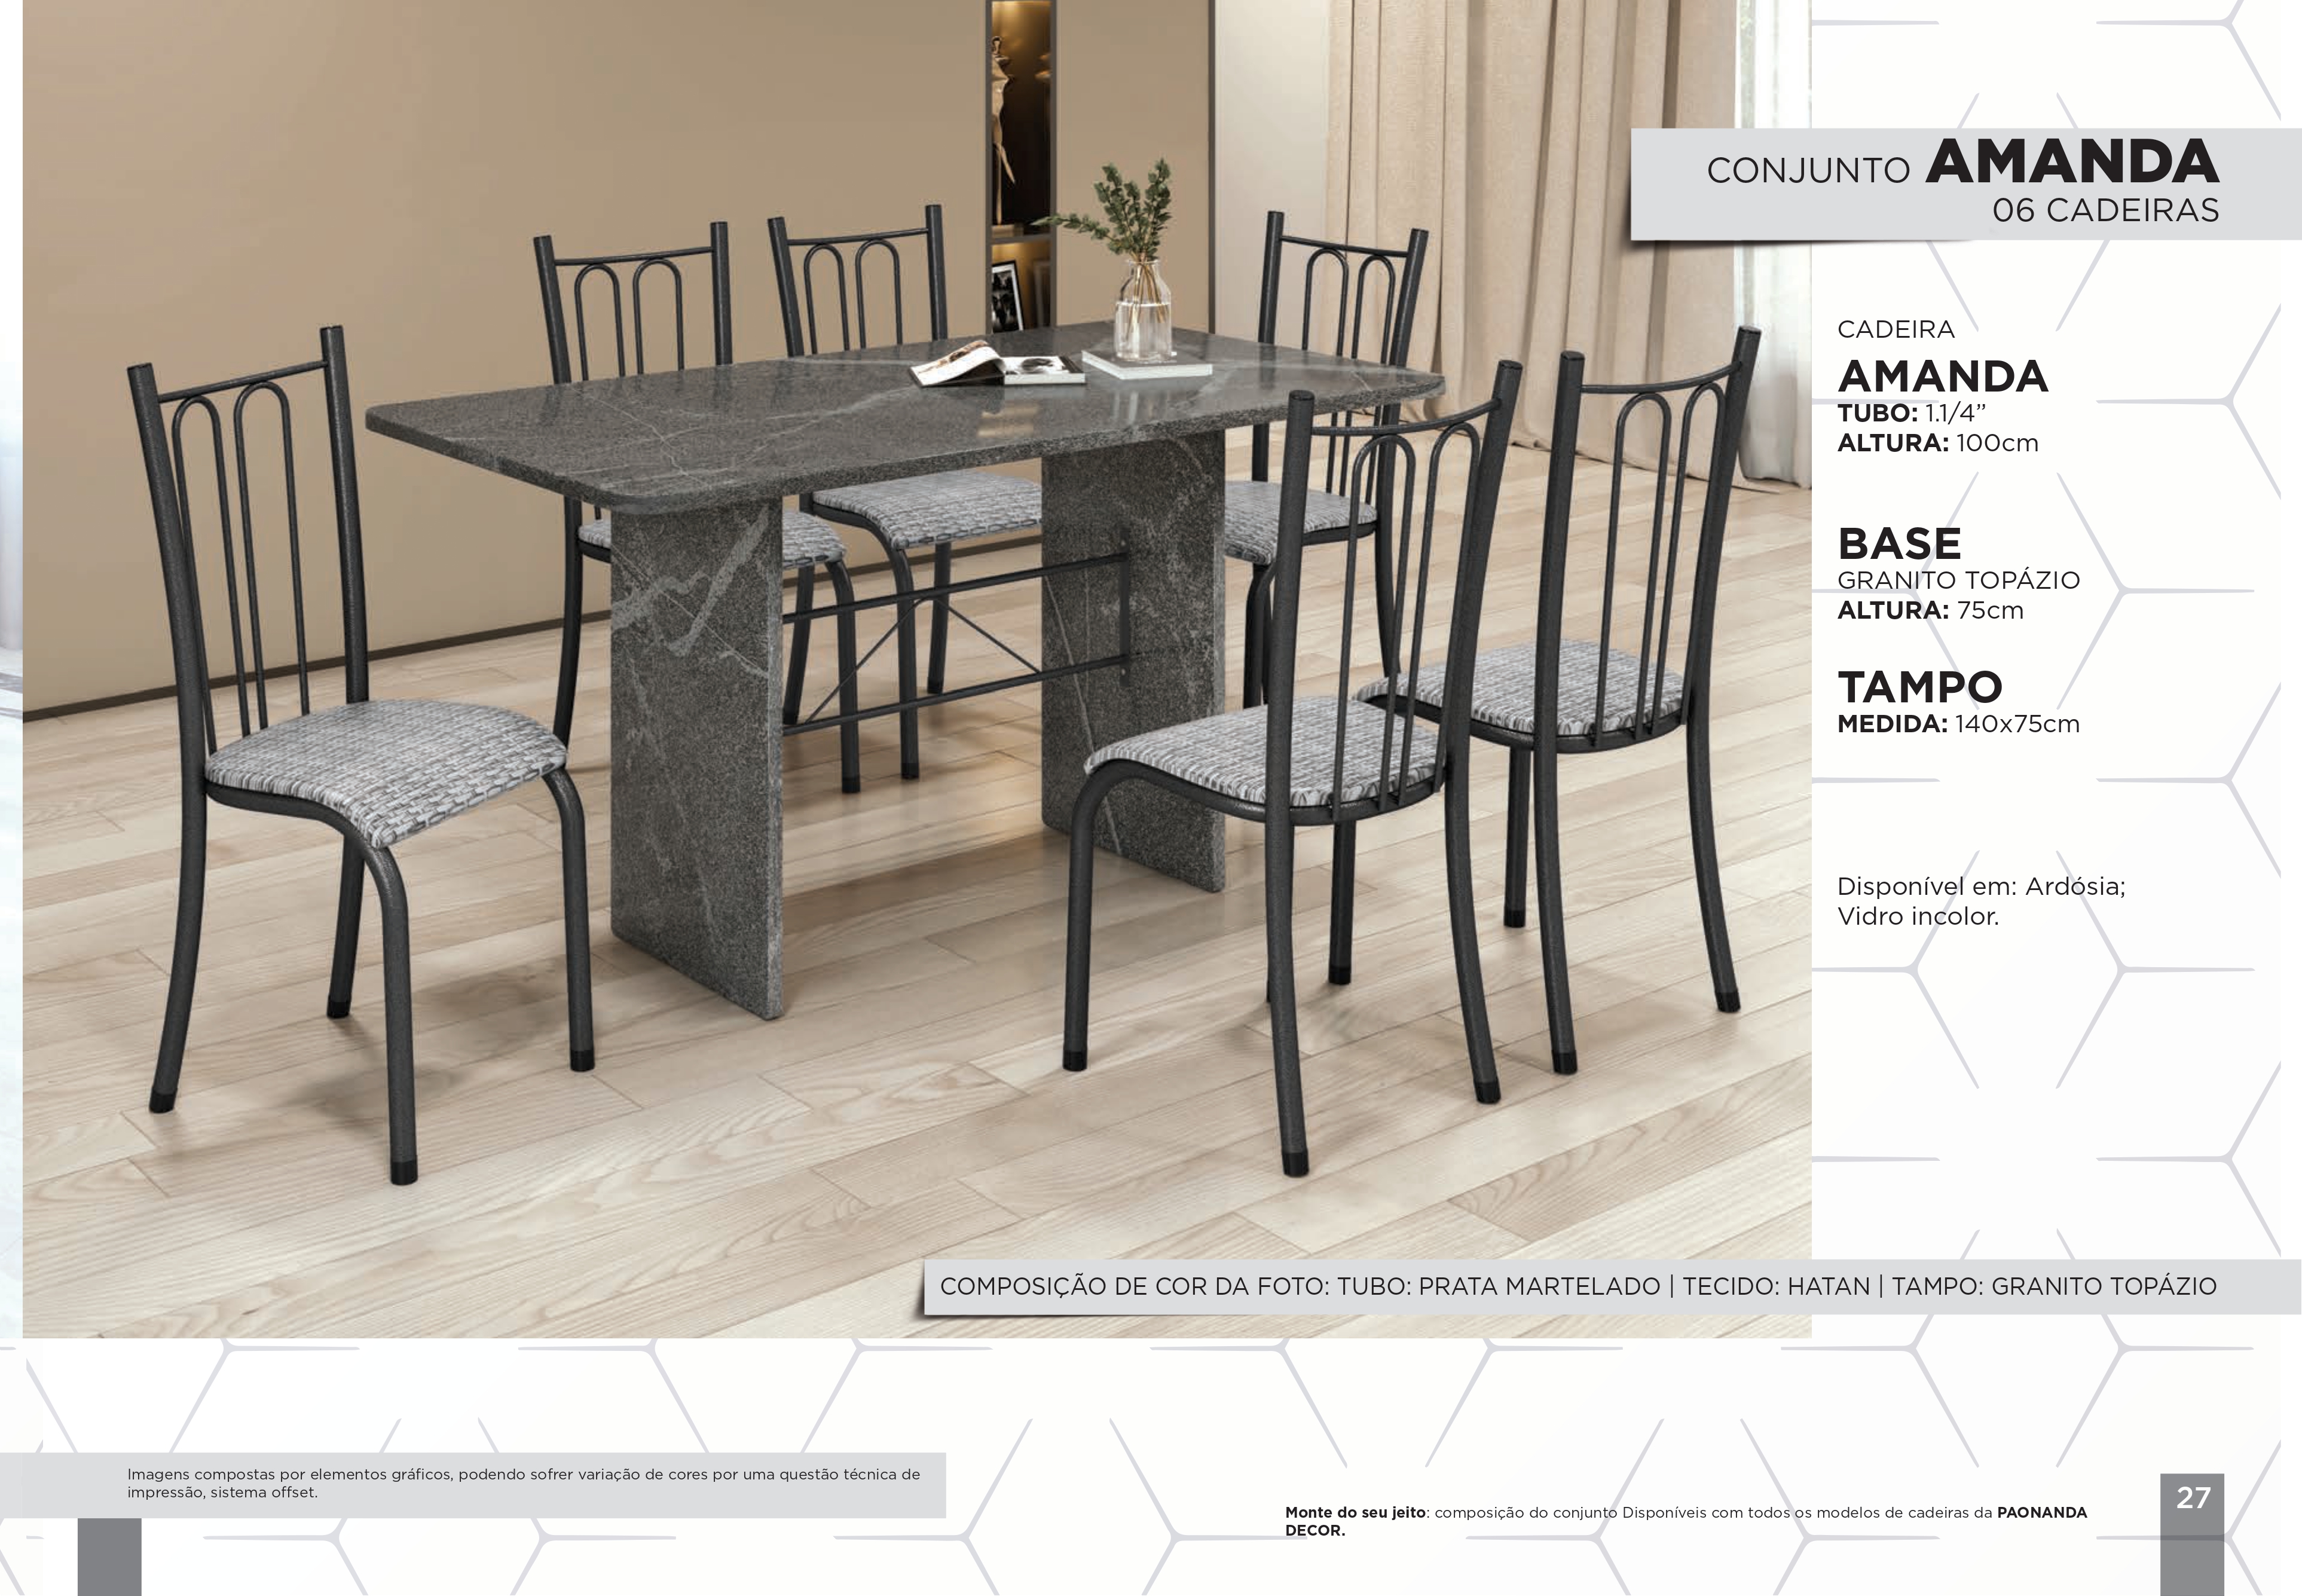 CONJUNTO AMANDA
06 CADEIRAS
CADEIRA
AMANDA
TUBO: 1.1/4”
ALTURA: 100cm
BASE
GRANITO TOPÁZIO
ALTURA: 75cm
TAMPO
MEDIDA: 140x75cm
Disponível em: Ardósia;
Vidro incolor.
COMPOSIÇÃO DE COR DA FOTO: TUBO: PRATA MARTELADO | TECIDO: HATAN | TAMPO: GRANITO TOPÁZIO
Imagens compostas por elementos gráficos, podendo sofrer variação de cores por uma questão técnica de
impressão, sistema offset.
Monte do seu jeito: composição do conjunto Disponíveis com todos os modelos de cadeiras da PAONANDA
DECOR.
27